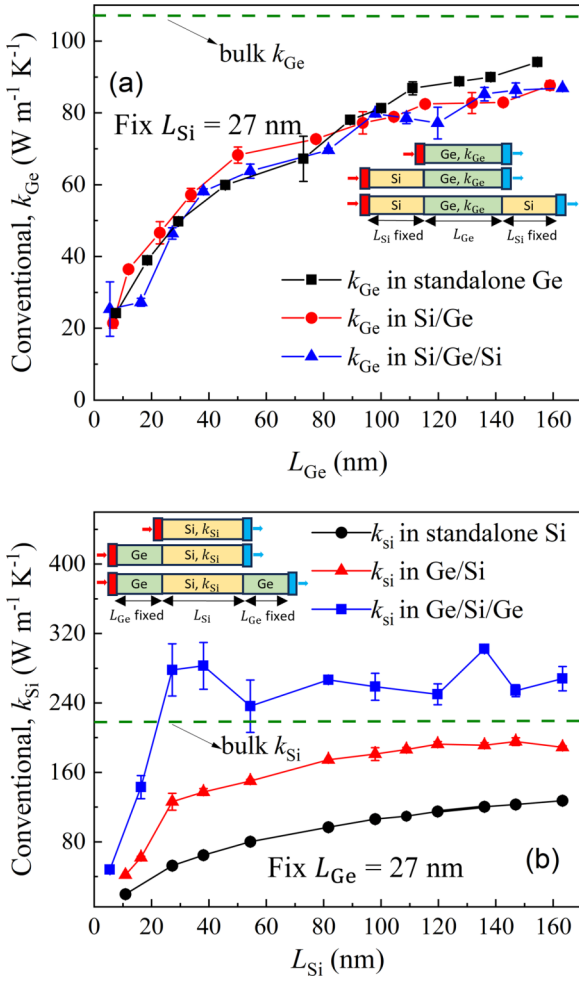 100
80
60
40
20
0
Conventional, k_Ge (W m⁻¹ K⁻¹)
bulk k_Ge
(a)
Fix L_Si = 27 nm
Ge, k_Ge
Si
Ge, k_Ge
Si
Ge, k_Ge
Si
L_Si fixed
L_Ge
L_Si fixed
k_Ge in standalone Ge
k_Ge in Si/Ge
k_Ge in Si/Ge/Si
0 20 40 60 80 100 120 140 160
L_Ge (nm)
400
320
240
160
80
Conventional, k_Si (W m⁻¹ K⁻¹)
Si, k_Si
Ge
Si, k_Si
Ge
Si, k_Si
Ge
L_Ge fixed
L_Si
L_Ge fixed
k_si in standalone Si
k_si in Ge/Si
k_si in Ge/Si/Ge
bulk k_Si
Fix L_Ge = 27 nm
(b)
0 20 40 60 80 100 120 140 160
L_Si (nm)